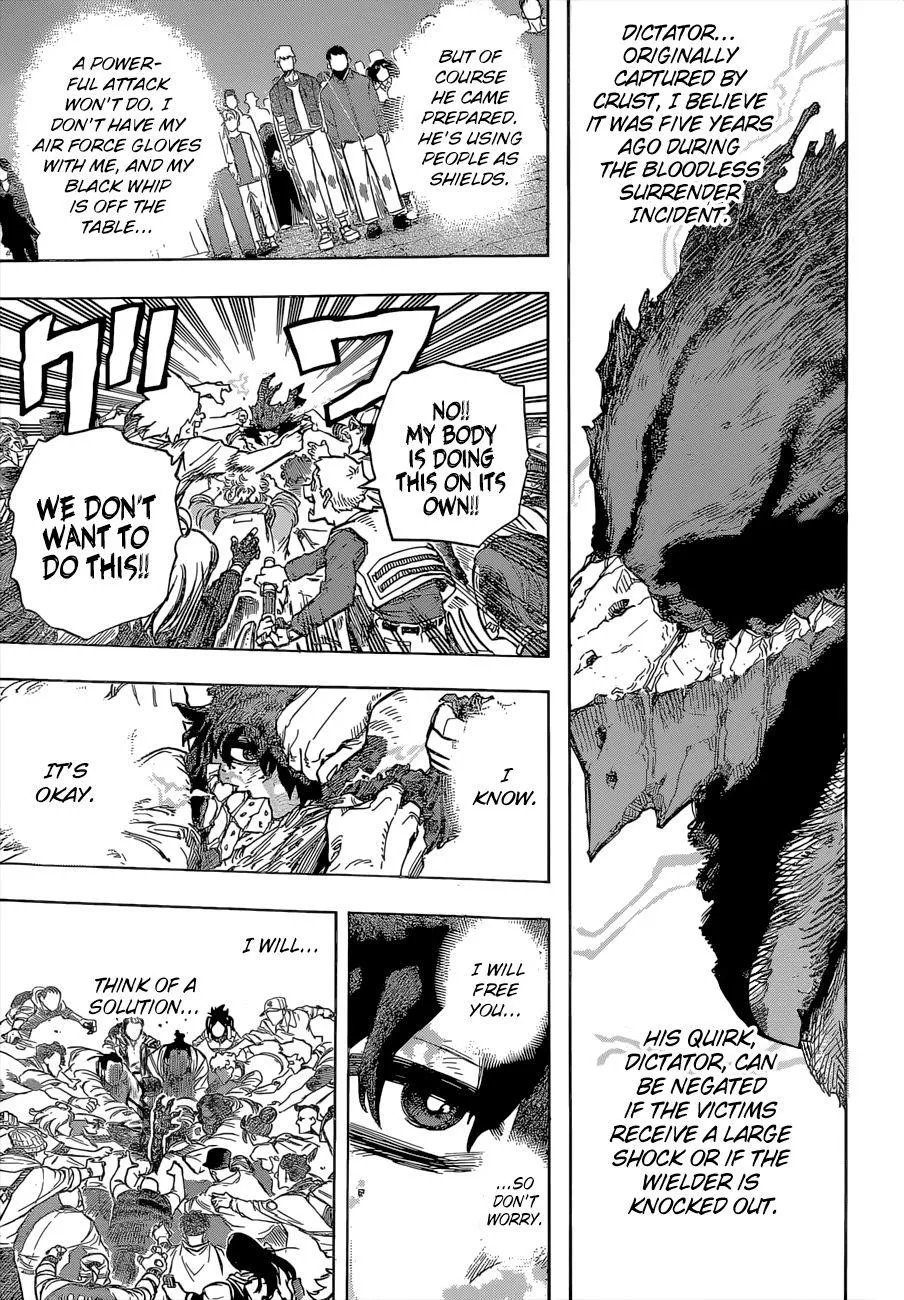 DICTATOR...
ORIGINALLY
CAPTURED BY
CRUST, I BELIEVE
IT WAS FIVE YEARS
AGO DURING
THE BLOODLESS
SURRENDER
INCIDENT.
HIS QUIRK,
DICTATOR, CAN
BE NEGATED
IF THE VICTIMS
RECEIVE A LARGE
SHOCK OR IF THE
WIELDER IS
KNOCKED OUT.
BUT OF
COURSE
HE CAME
PREPARED.
HE'S USING
PEOPLE AS
SHIELDS.
A POWER-
FUL ATTACK
WON'T DO. I
DON'T HAVE MY
AIR FORCE GLOVES
WITH ME, AND MY
BLACK WHIP
IS OFF THE
TABLE...
グワ
NO!!
MY BODY
IS DOING
THIS ON ITS
OWN!!
WE DON'T
WANT TO
DO THIS!!
I
KNOW.
IT'S
OKAY.
I WILL
FREE
YOU...
...SO
DON'T
WORRY.
I WILL...
THINK OF A
SOLUTION...